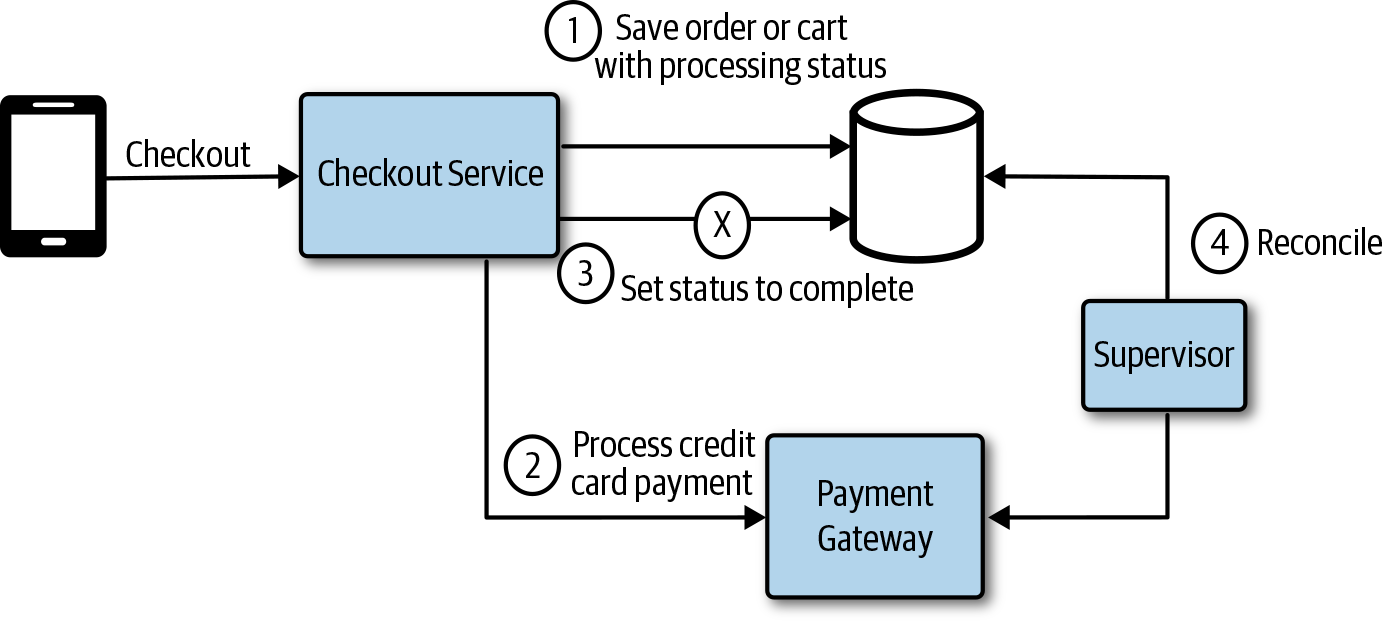 1
Save order or cart
with processing status
Checkout
Checkout Service
X
3
Set status to complete
4
Reconcile
Supervisor
2
Process credit
card payment
Payment
Gateway